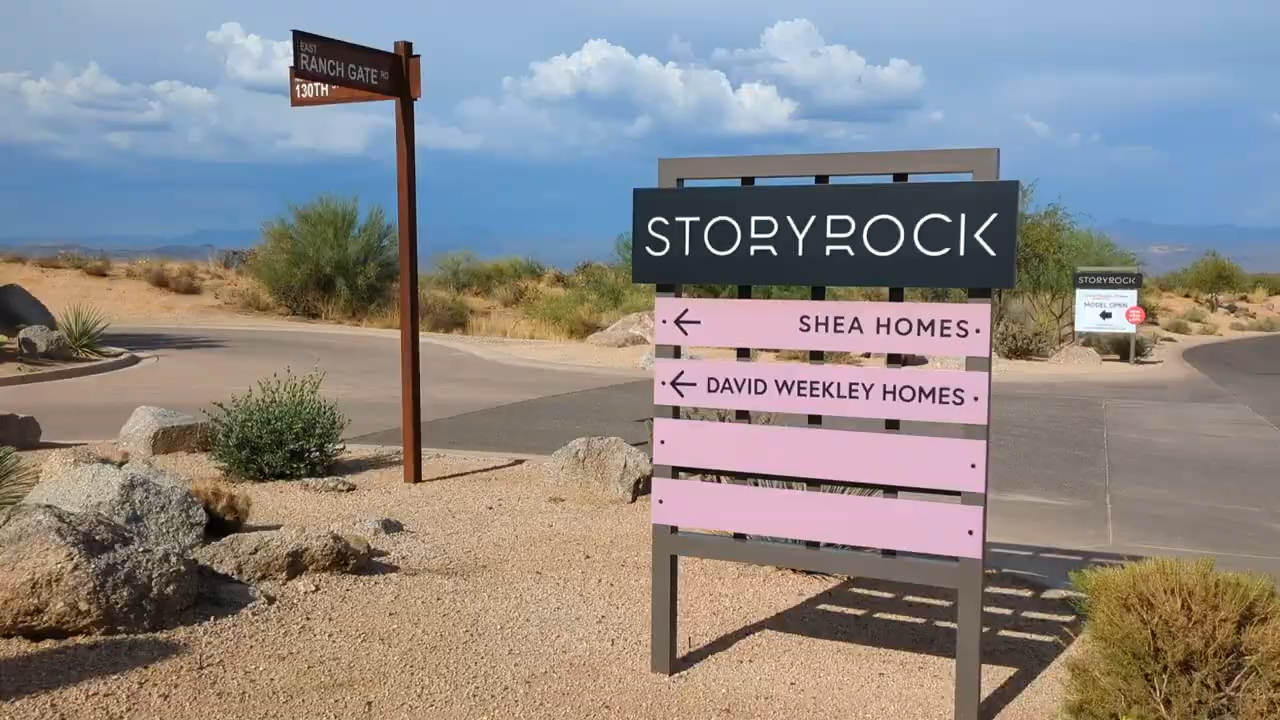 EAST
RANCH GATE RD
130TH
STORYROCK
← SHEA HOMES
← DAVID WEEKLEY HOMES
STORYROCK
MODEL OPEN